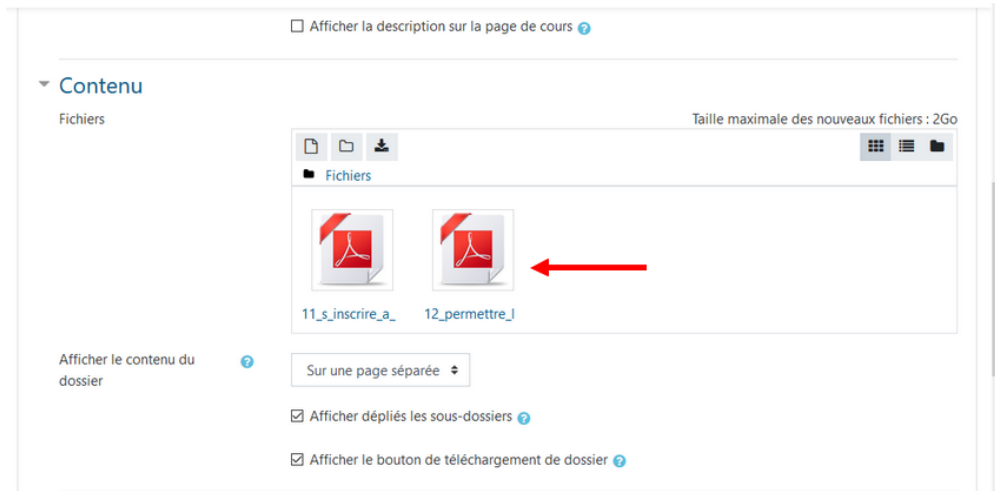 Afficher la description sur la page de cours
Contenu
Fichiers
Taille maximale des nouveaux fichiers : 2Go
Fichiers
11_s_inscrire_a_
12_permettre_l
Afficher le contenu du
dossier
Sur une page séparée
Afficher dépliés les sous-dossiers
Afficher le bouton de téléchargement de dossier